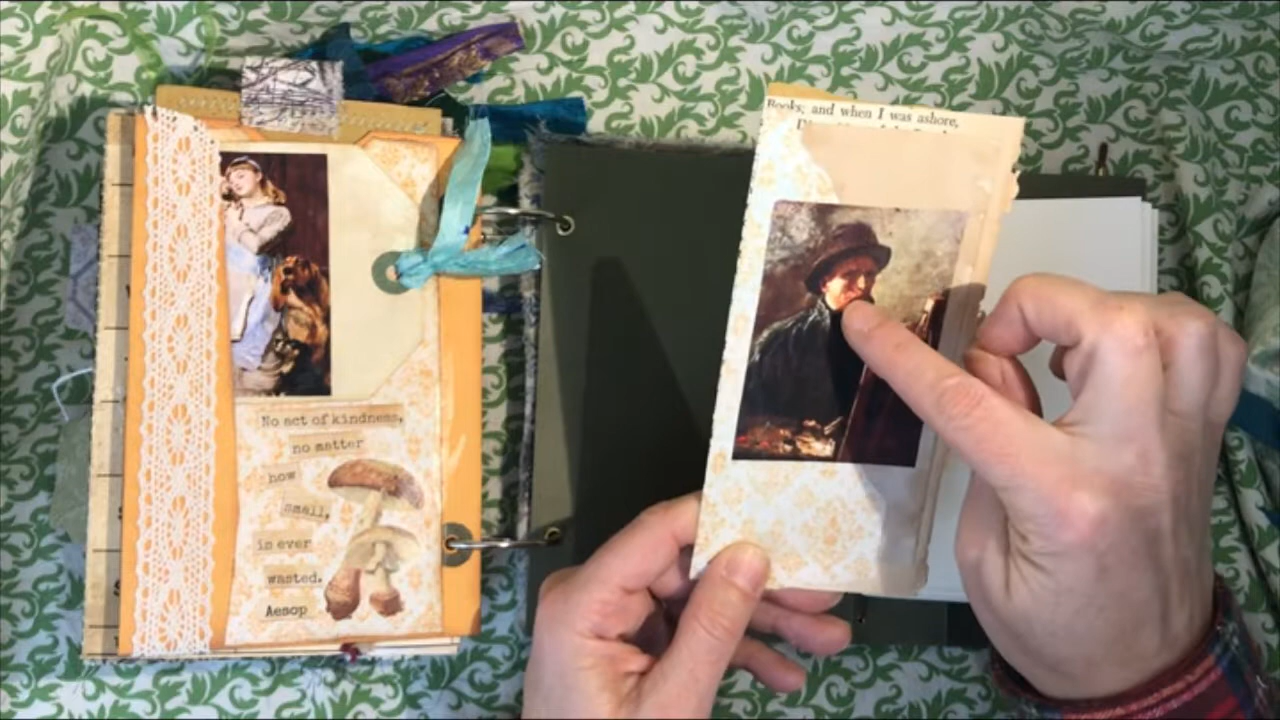 No act of kindness,
no matter
how
small,
is ever
wasted.
Aesop
Books; and when I was ashore,